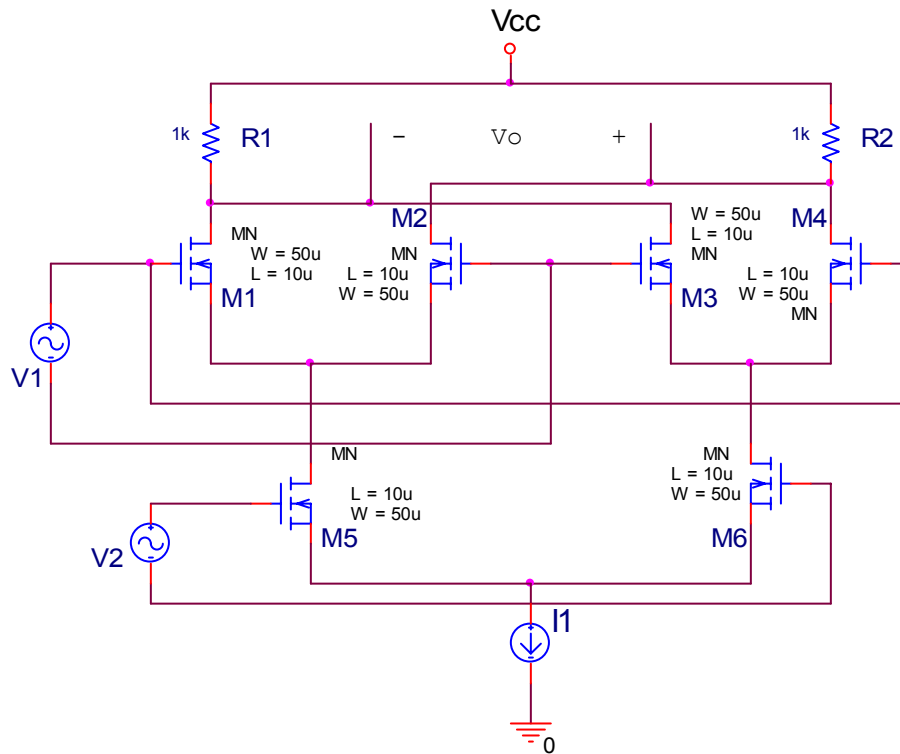 Vcc
1k
R1
- Vo +
1k
R2
M2
W = 50u
L = 10u
MN
M4
MN
W = 50u
L = 10u
M1
MN
L = 10u
W = 50u
M3
L = 10u
W = 50u
MN
+
-
V1
MN
L = 10u
W = 50u
M5
MN
L = 10u
W = 50u
M6
+
-
V2
I1
+
-
0